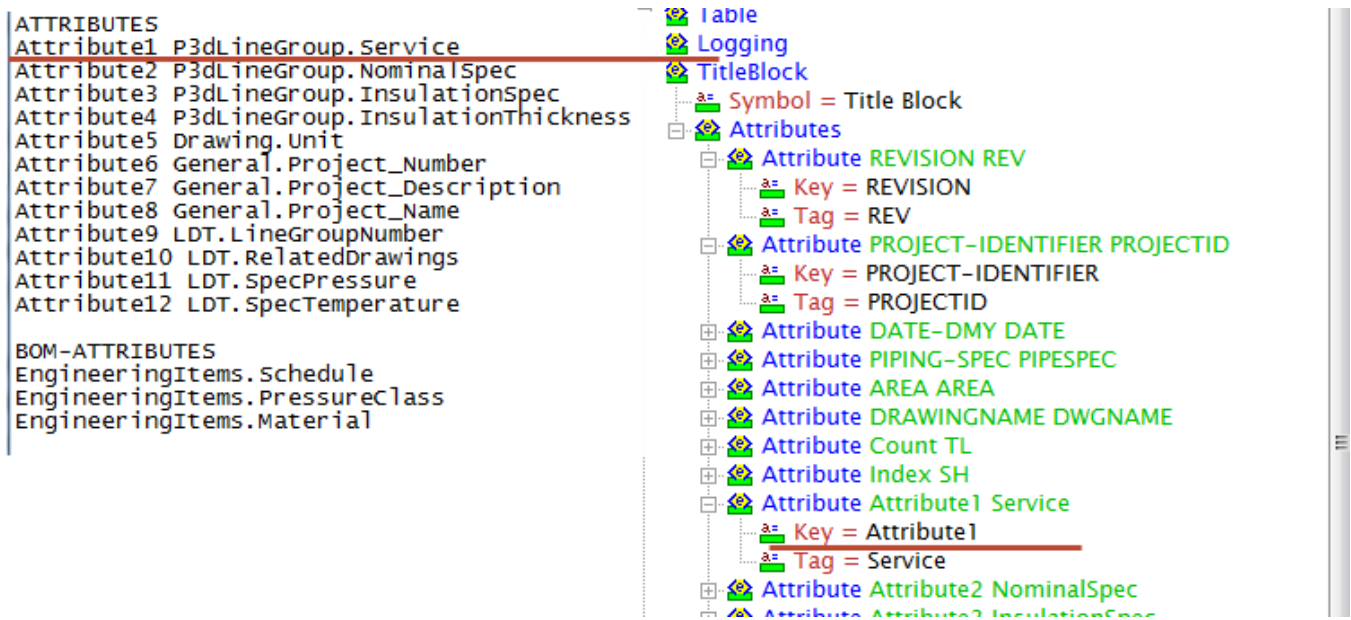 ATTRIBUTES
Attribute1 P3dLineGroup.Service
Attribute2 P3dLineGroup.NominalSpec
Attribute3 P3dLineGroup.InsulationSpec
Attribute4 P3dLineGroup.InsulationThickness
Attribute5 Drawing.Unit
Attribute6 General.Project_Number
Attribute7 General.Project_Description
Attribute8 General.Project_Name
Attribute9 LDT.LineGroupNumber
Attribute10 LDT.RelatedDrawings
Attribute11 LDT.SpecPressure
Attribute12 LDT.SpecTemperature
BOM-ATTRIBUTES
EngineeringItems.Schedule
EngineeringItems.PressureClass
EngineeringItems.Material
Table
Logging
TitleBlock
Symbol = Title Block
Attributes
Attribute REVISION REV
Key = REVISION
Tag = REV
Attribute PROJECT-IDENTIFIER PROJECTID
Key = PROJECT-IDENTIFIER
Tag = PROJECTID
Attribute DATE-DMY DATE
Attribute PIPING-SPEC PIPESPEC
Attribute AREA AREA
Attribute DRAWINGNAME DWGNAME
Attribute Count TL
Attribute Index SH
Attribute Attribute1 Service
Key = Attribute1
Tag = Service
Attribute Attribute2 NominalSpec
Attribute Attribute3 InsulationSpec